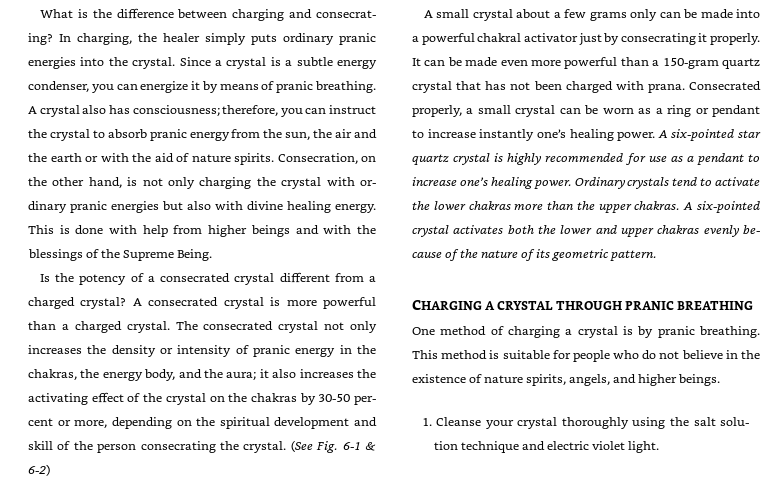 What is the difference between charging and consecrat-
ing? In charging, the healer simply puts ordinary pranic
energies into the crystal. Since a crystal is a subtle energy
condenser, you can energize it by means of pranic breathing.
A crystal also has consciousness; therefore, you can instruct
the crystal to absorb pranic energy from the sun, the air and
the earth or with the aid of nature spirits. Consecration, on
the other hand, is not only charging the crystal with or-
dinary pranic energies but also with divine healing energy.
This is done with help from higher beings and with the
blessings of the Supreme Being.
Is the potency of a consecrated crystal different from a
charged crystal? A consecrated crystal is more powerful
than a charged crystal. The consecrated crystal not only
increases the density or intensity of pranic energy in the
chakras, the energy body, and the aura; it also increases the
activating effect of the crystal on the chakras by 30-50 per-
cent or more, depending on the spiritual development and
skill of the person consecrating the crystal. (See Fig. 6-1 &
6-2)
A small crystal about a few grams only can be made into
a powerful chakral activator just by consecrating it properly.
It can be made even more powerful than a 150-gram quartz
crystal that has not been charged with prana. Consecrated
properly, a small crystal can be worn as a ring or pendant
to increase instantly one's healing power. A six-pointed star
quartz crystal is highly recommended for use as a pendant to
increase one's healing power. Ordinary crystals tend to activate
the lower chakras more than the upper chakras. A six-pointed
crystal activates both the lower and upper chakras evenly be-
cause of the nature of its geometric pattern.
CHARGING A CRYSTAL THROUGH PRANIC BREATHING
One method of charging a crystal is by pranic breathing.
This method is suitable for people who do not believe in the
existence of nature spirits, angels, and higher beings.
1. Cleanse your crystal thoroughly using the salt solu-
tion technique and electric violet light.